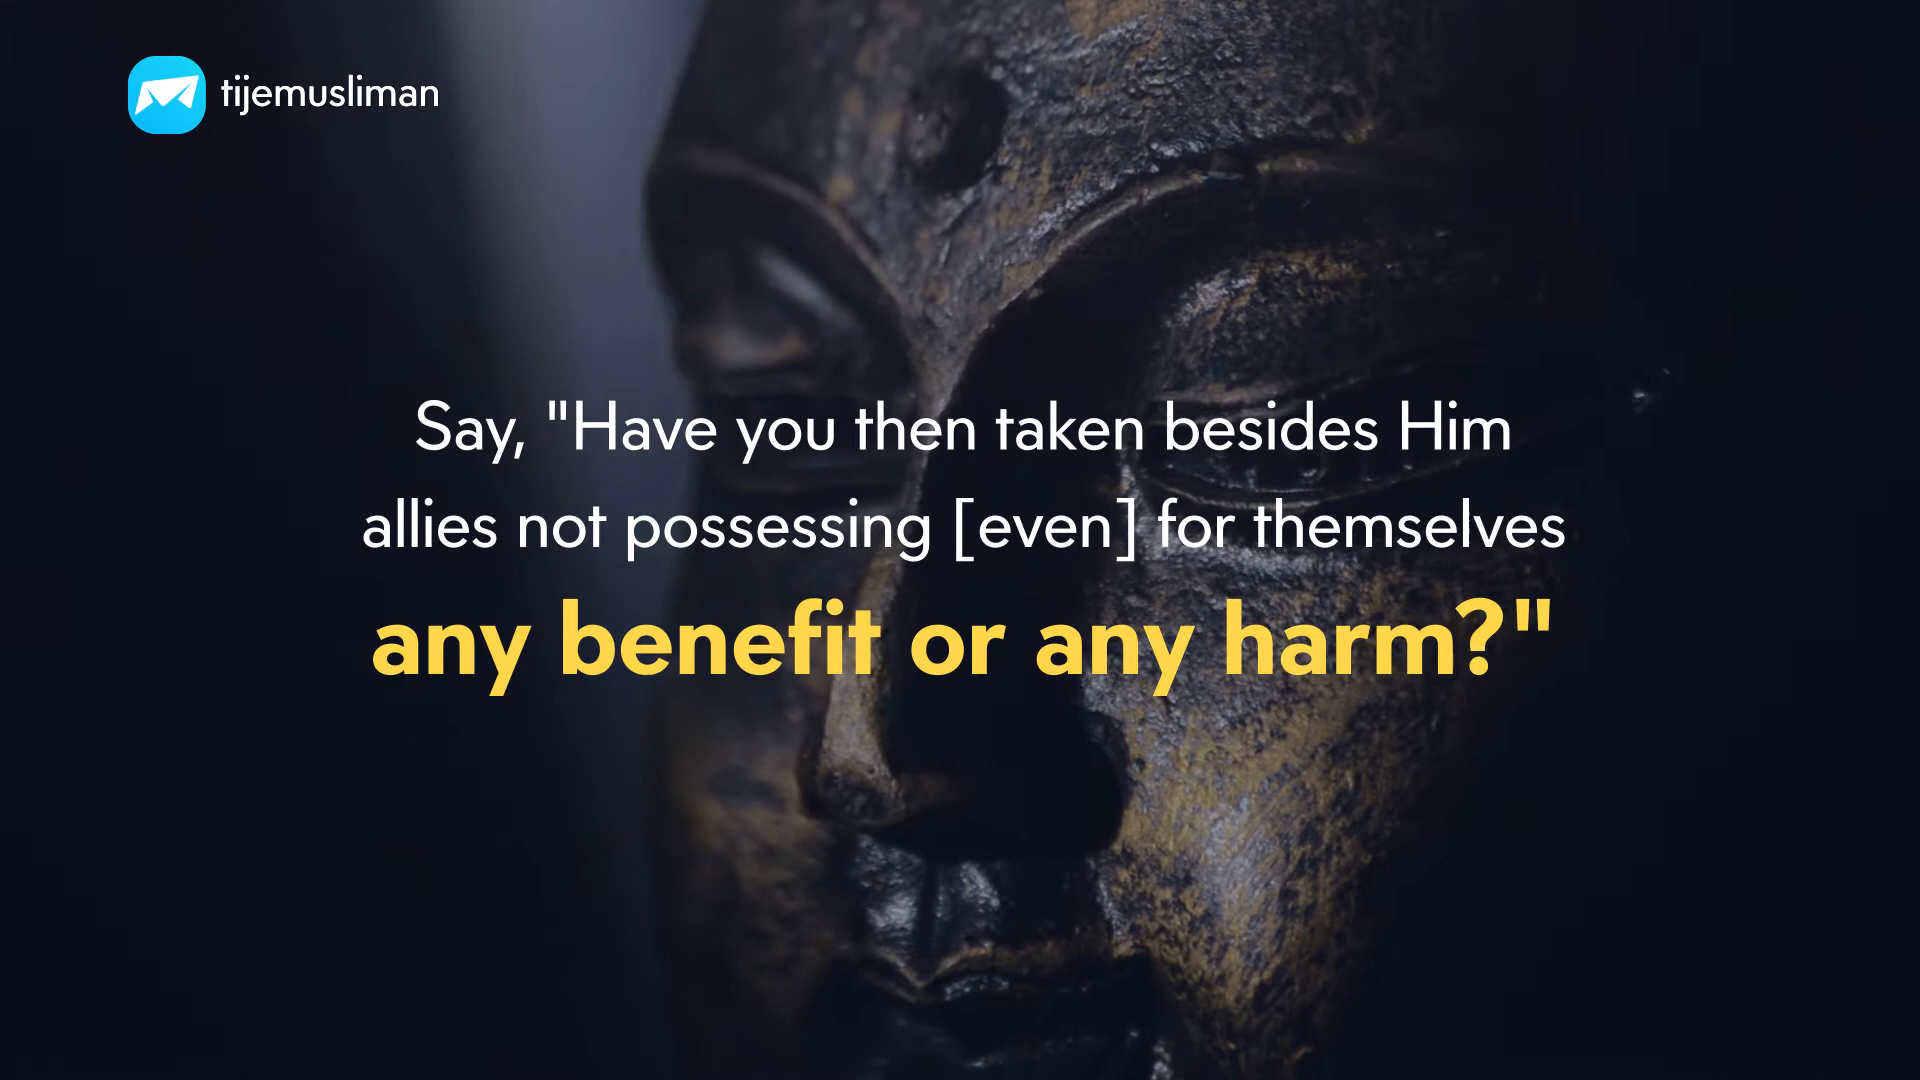 tijemusliman
Say, "Have you then taken besides Him
allies not possessing [even] for themselves
any benefit or any harm?"